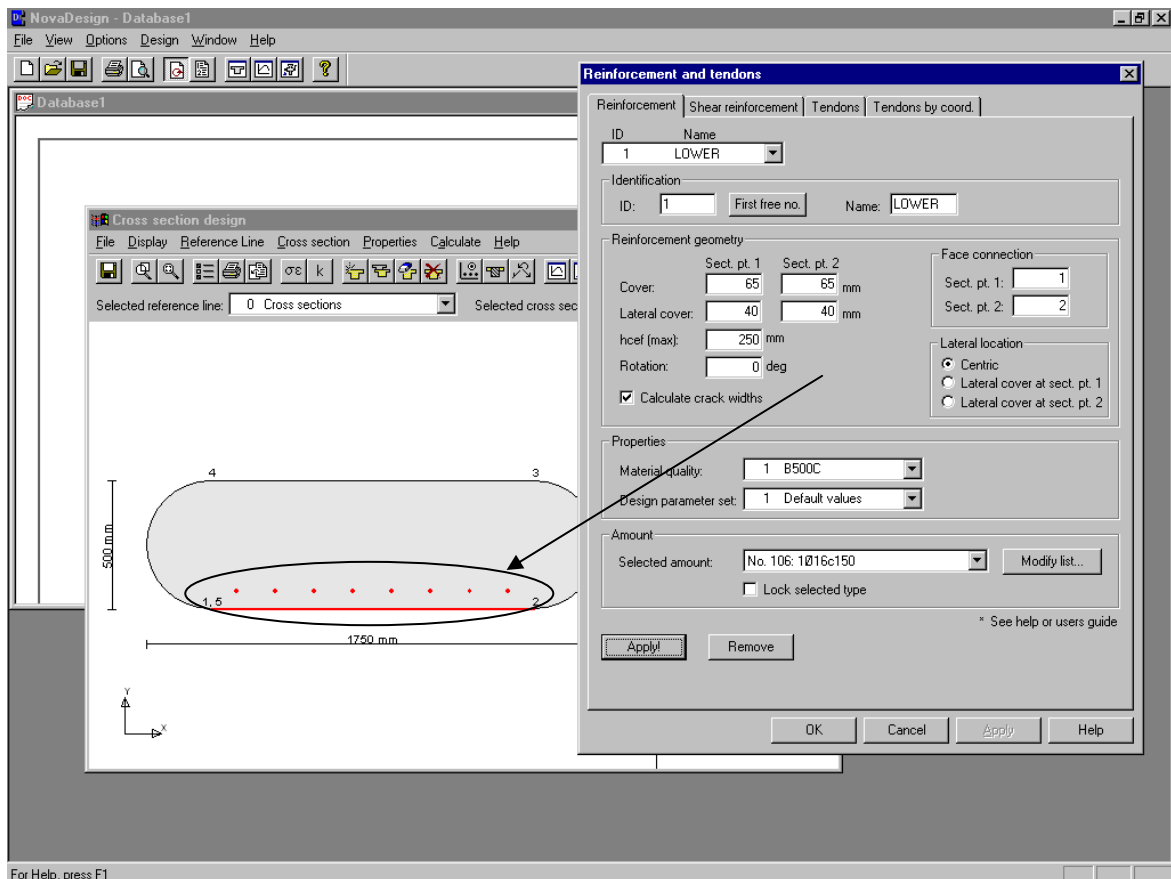 NovaDesign - Database1
File View Options Design Window Help
Database1
Cross section design
File Display Reference Line Cross section Properties Calculate Help
σε k
Selected reference line: 0 Cross sections Selected cross sec
4 3
500 mm
1,5 2
1750 mm
Y
X
Reinforcement and tendons
Reinforcement Shear reinforcement Tendons Tendons by coord.
ID Name
1 LOWER
Identification
ID: 1 First free no. Name: LOWER
Reinforcement geometry
Sect. pt. 1 Sect. pt. 2
Cover: 65 65 mm
Lateral cover: 40 40 mm
hcef (max): 250 mm
Rotation: 0 deg
Calculate crack widths
Face connection
Sect. pt. 1: 1
Sect. pt. 2: 2
Lateral location
Centric
Lateral cover at sect. pt. 1
Lateral cover at sect. pt. 2
Properties
Material quality: 1 B500C
Design parameter set: 1 Default values
Amount
Selected amount: No. 106: 1Ø16c150 Modify list...
Lock selected type
* See help or users guide
Apply! Remove
OK Cancel Apply Help
For Help, press F1